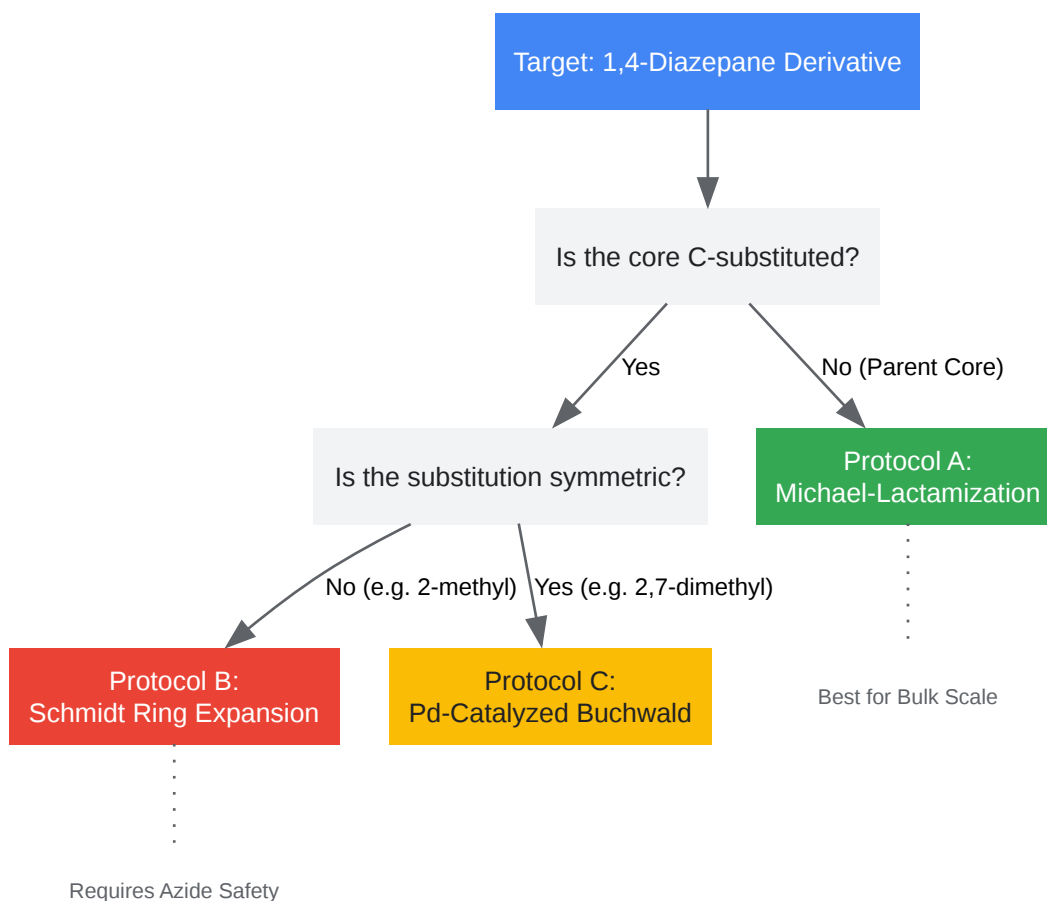 Target: 1,4-Diazepane Derivative
Is the core C-substituted?
Yes
No (Parent Core)
Is the substitution symmetric?
Protocol A:
Michael-Lactamization
No (e.g. 2-methyl)
Yes (e.g. 2,7-dimethyl)
Protocol B:
Schmidt Ring Expansion
Protocol C:
Pd-Catalyzed Buchwald
Best for Bulk Scale
Requires Azide Safety